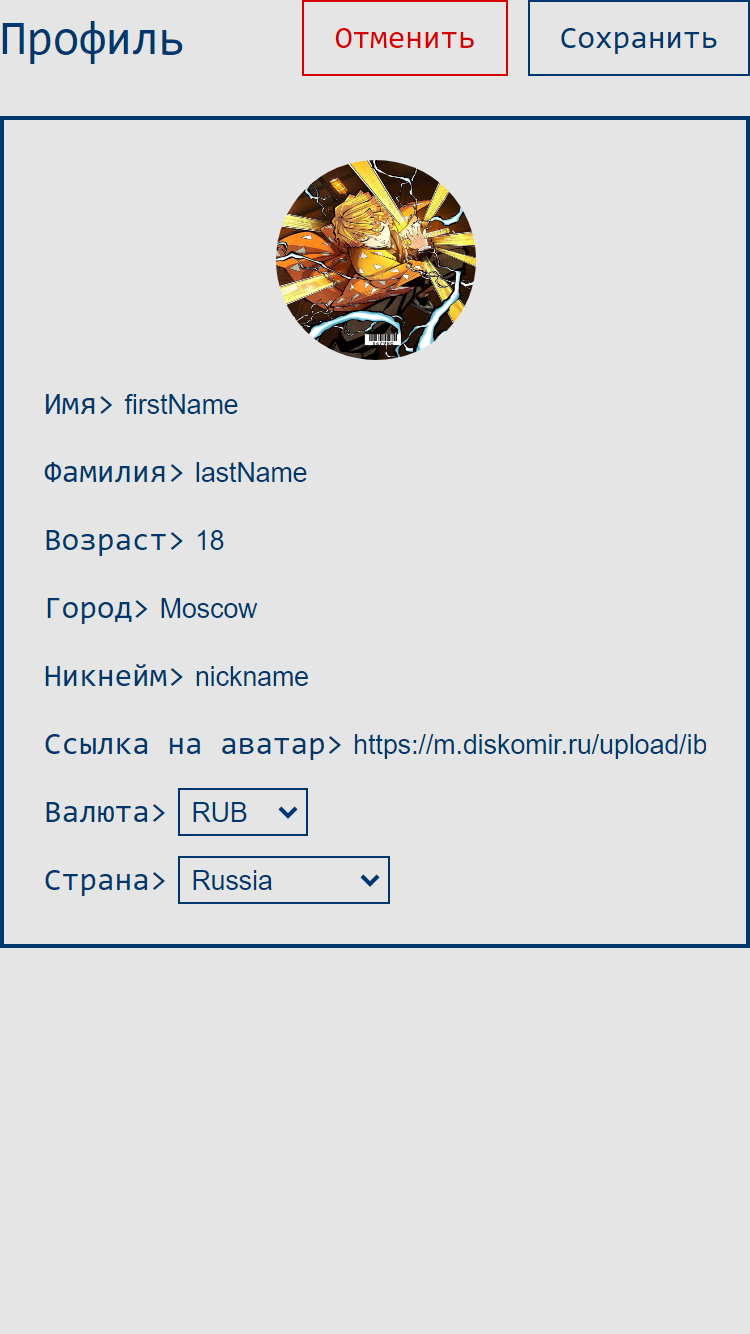 Профиль
Отменить
Сохранить
Имя> firstName
Фамилия> lastName
Возраст> 18
Город> Moscow
Никнейм> nickname
Ссылка на аватар> https://m.diskomir.ru/upload/ib
Валюта> RUB
Страна> Russia